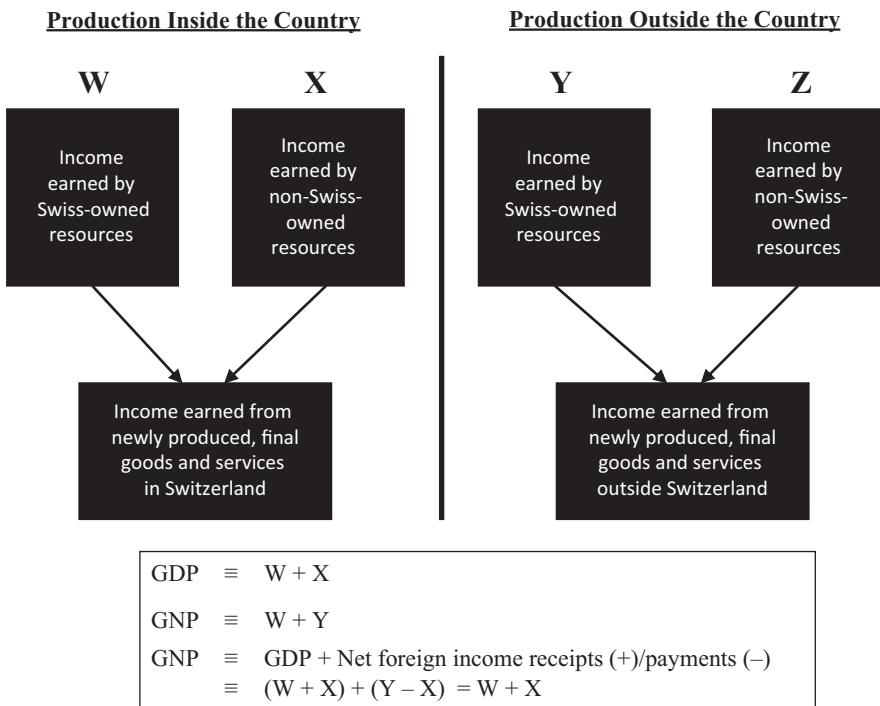 Production Inside the Country
Production Outside the Country
W
X
Y
Z
Income
earned by
Swiss-owned
resources
Income
earned by
non-Swiss-
owned
resources
Income
earned by
Swiss-owned
resources
Income
earned by
non-Swiss-
owned
resources
Income earned from
newly produced, final
goods and services
in Switzerland
Income earned from
newly produced, final
goods and services
outside Switzerland
GDP ≡ W + X
GNP ≡ W + Y
GNP ≡ GDP + Net foreign income receipts (+)/payments (–)
≡ (W + X) + (Y – X) = W + X